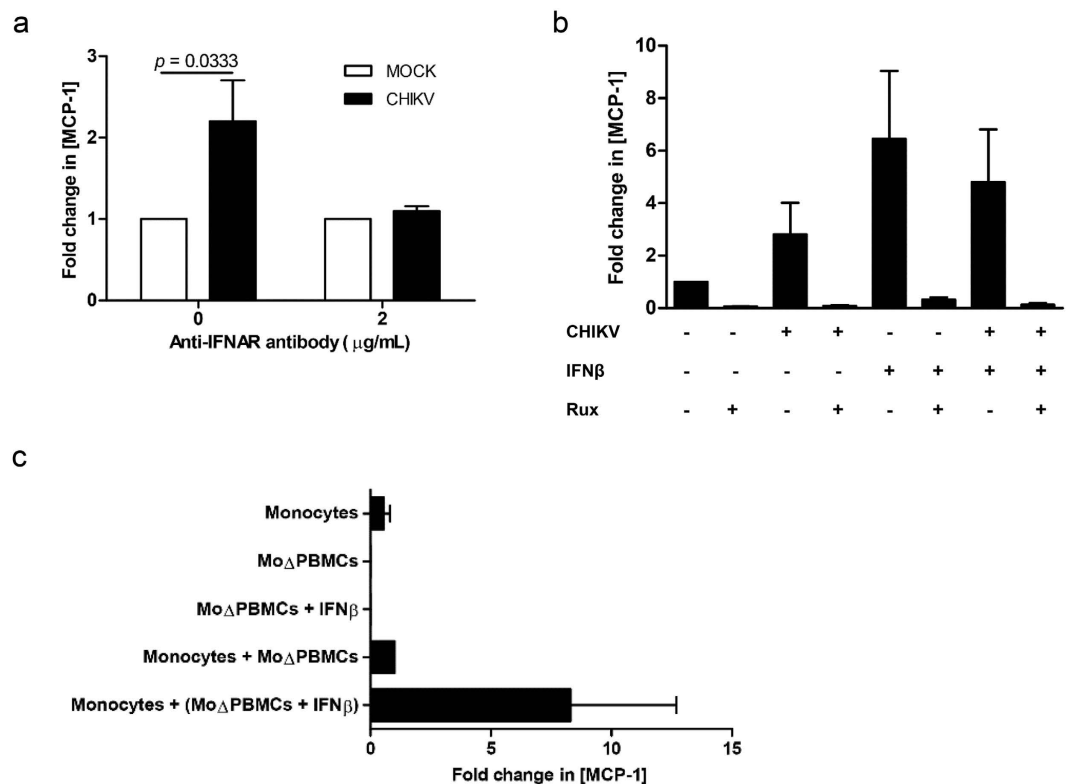 a
Fold change in [MCP-1]
3
2
1
0
p = 0.0333
MOCK
CHIKV
0
2
Anti-IFNAR antibody ( μg/mL)
b
Fold change in [MCP-1]
10
8
6
4
2
0
CHIKV - - + + - - + +
IFNβ - - - - + + + +
Rux - + - + - + - +
c
Monocytes
MoΔPBMCs
MoΔPBMCs + IFNβ
Monocytes + MoΔPBMCs
Monocytes + (MoΔPBMCs + IFNβ)
0 5 10 15
Fold change in [MCP-1]